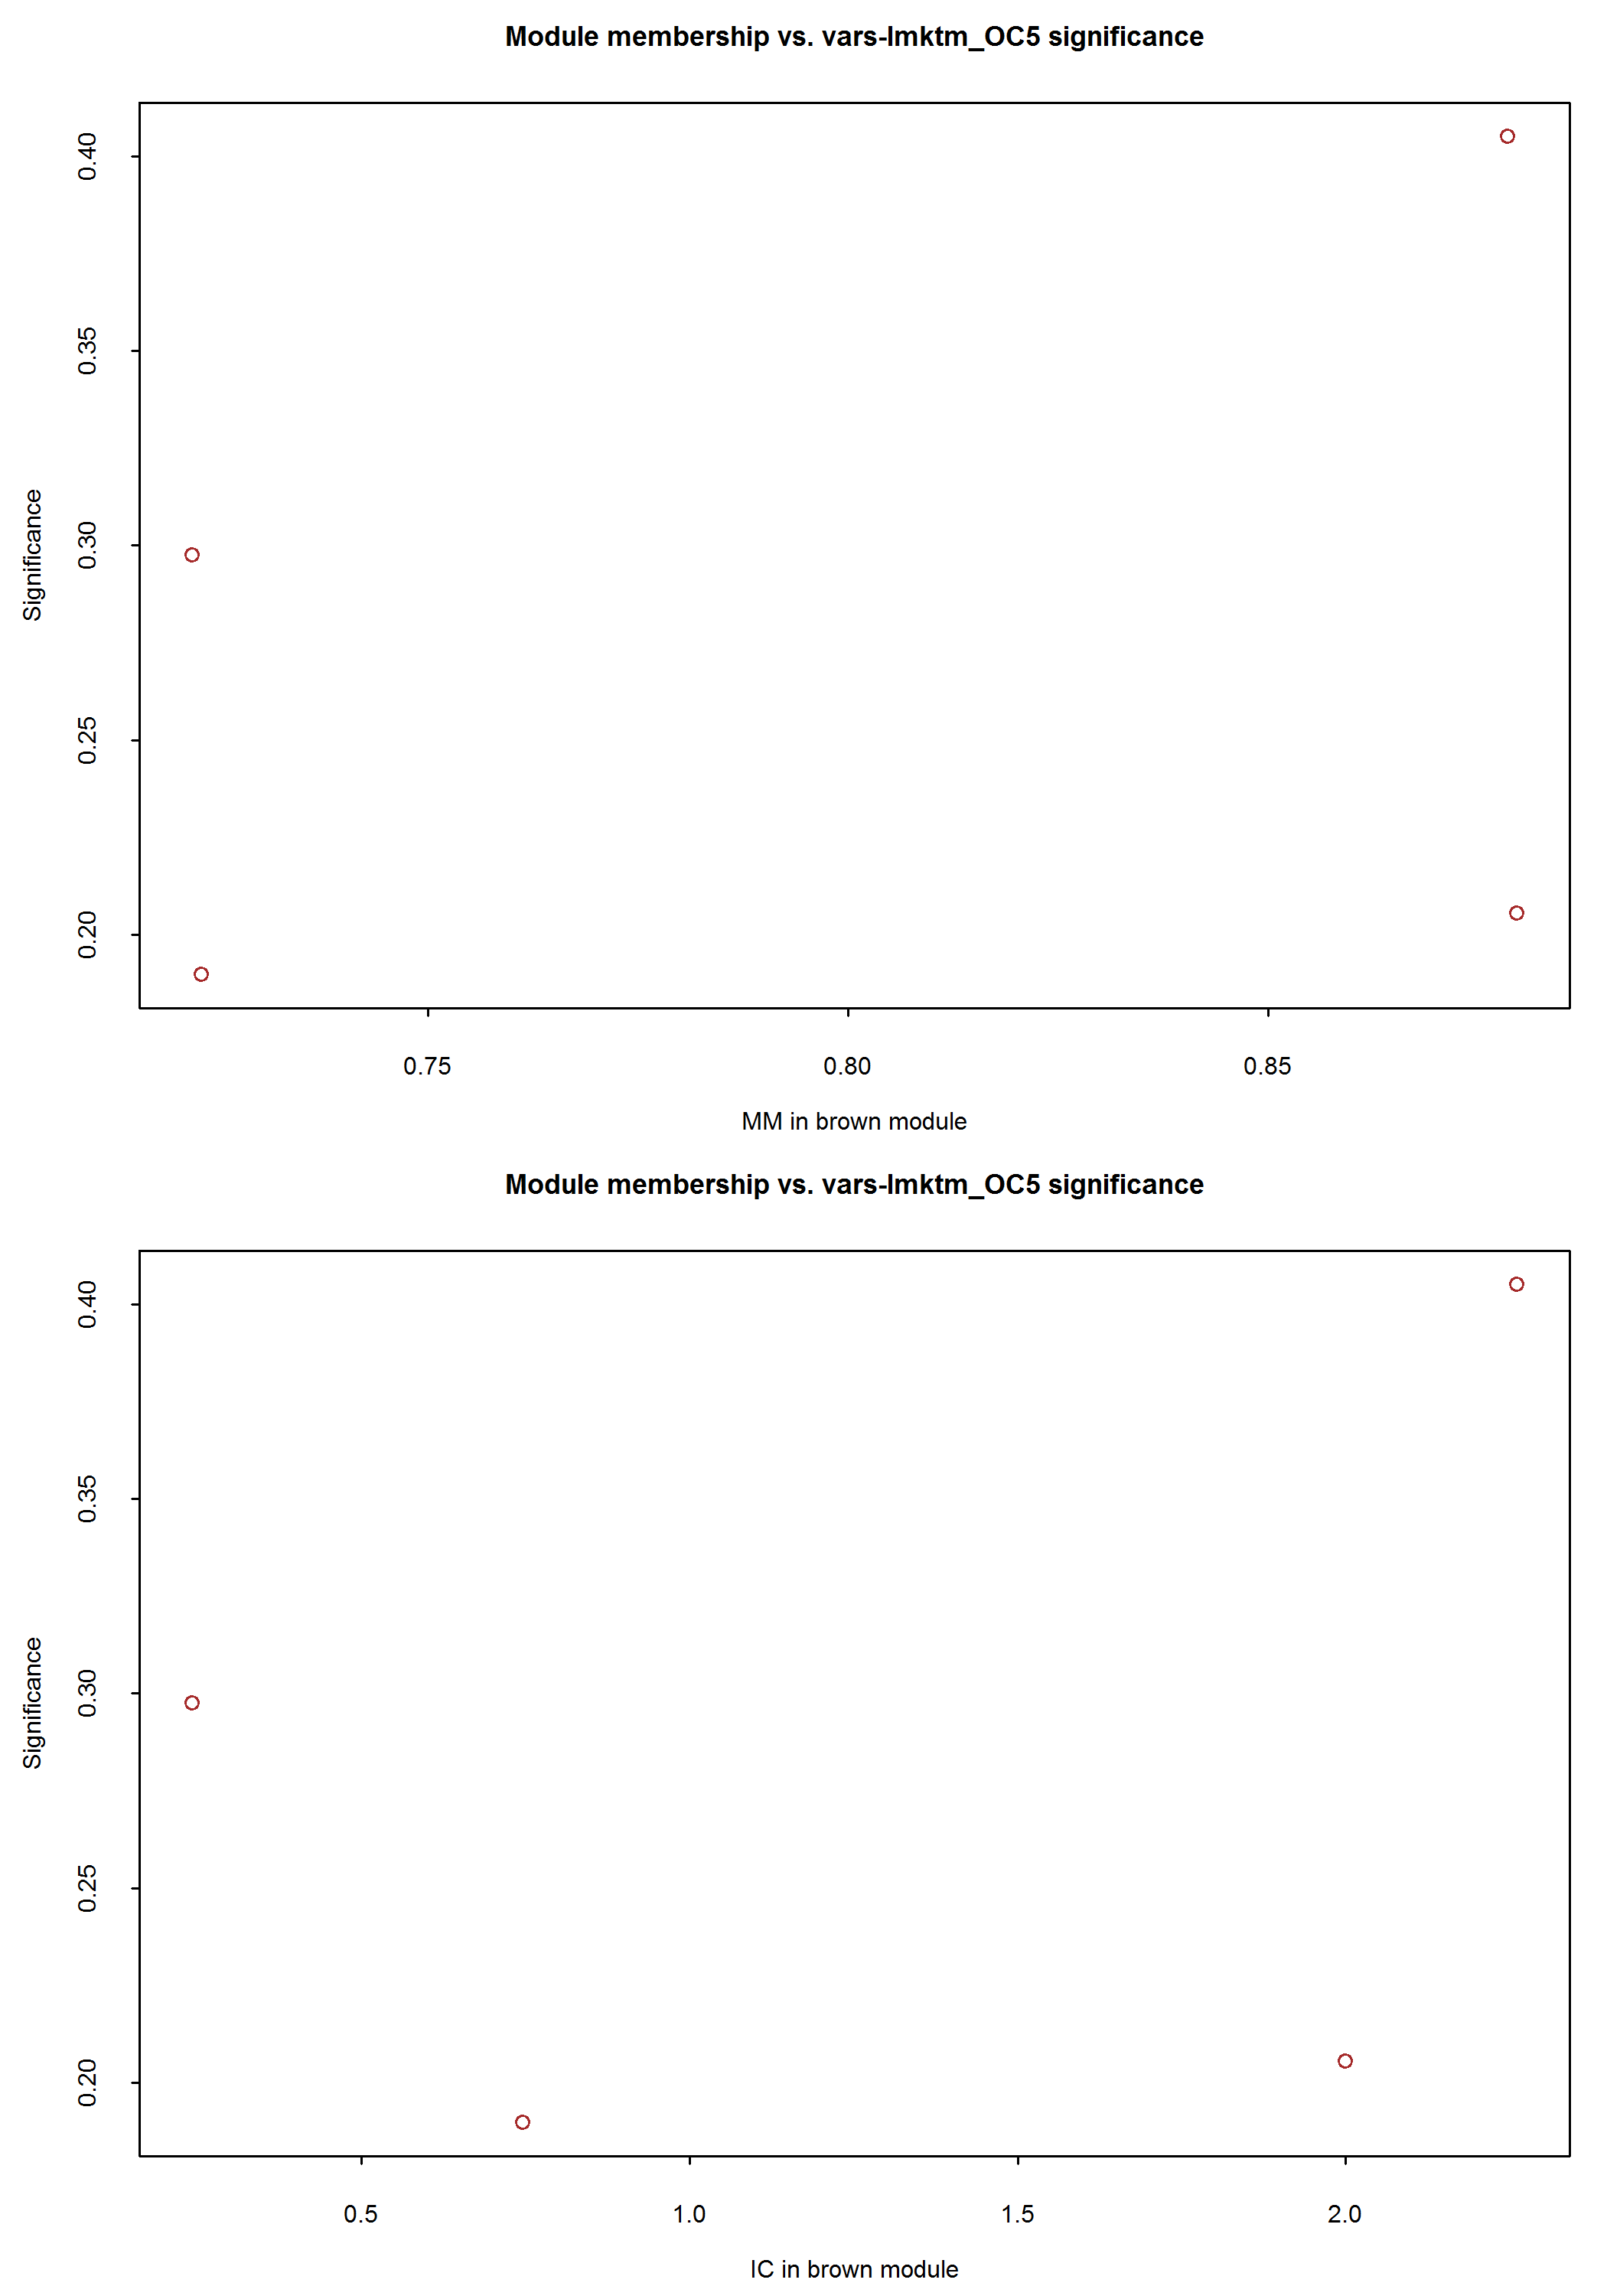 Module membership vs. vars-lmktm_OC5 significance
0.40
0.35
0.30
0.25
0.20
Significance
0.75 0.80 0.85
MM in brown module
Module membership vs. vars-lmktm_OC5 significance
0.40
0.35
0.30
0.25
0.20
Significance
0.5 1.0 1.5 2.0
IC in brown module